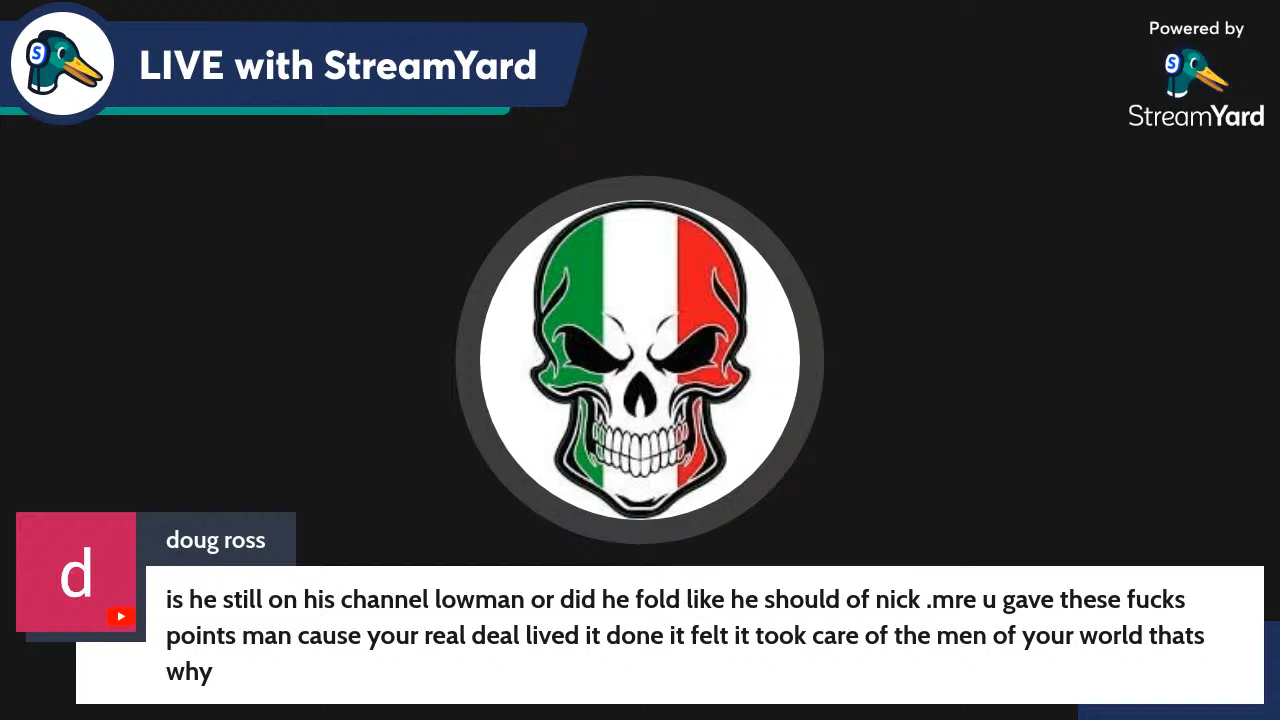 LIVE with StreamYard
Powered by
StreamYard
S
S
d
doug ross
is he still on his channel lowman or did he fold like he should of nick .mre u gave these fucks
points man cause your real deal lived it done it felt it took care of the men of your world thats
why